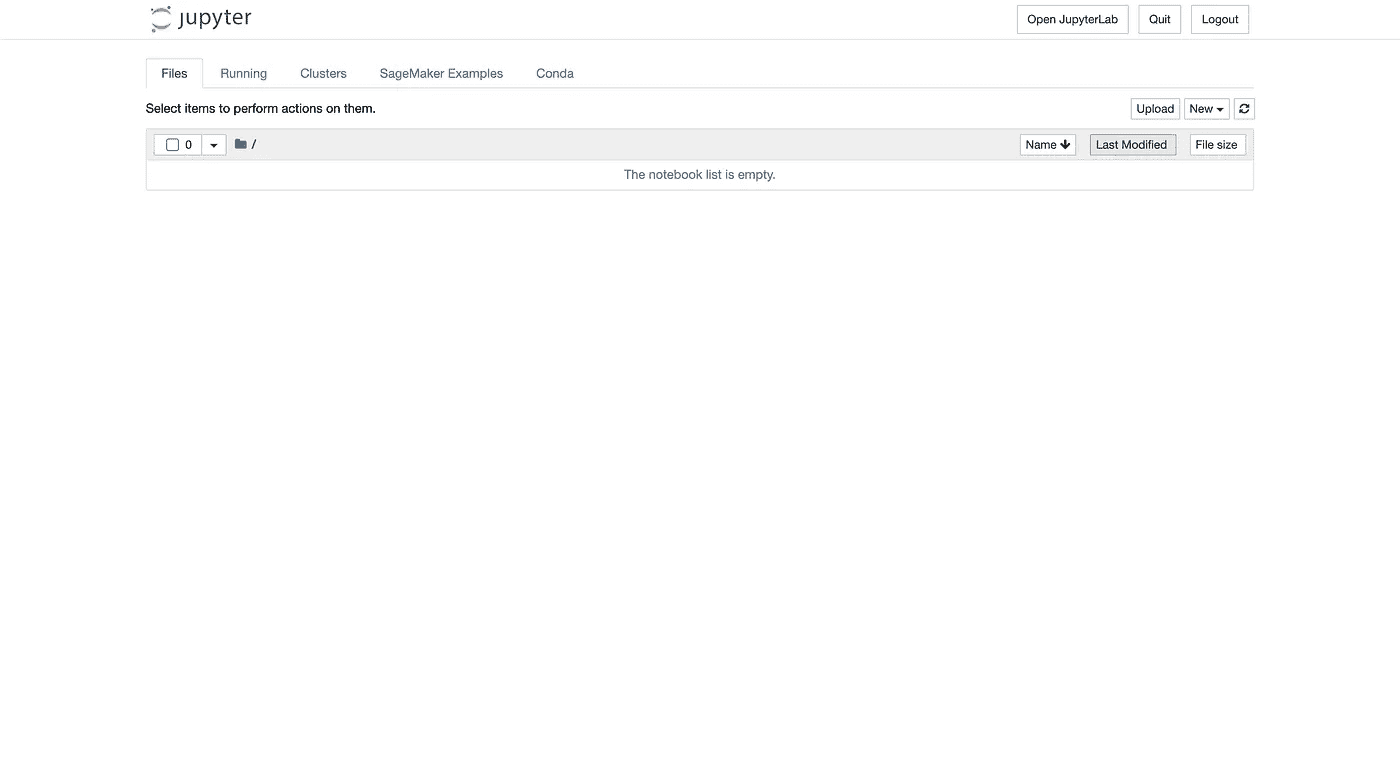 jupyter
Open JupyterLab Quit Logout
Files Running Clusters SageMaker Examples Conda
Select items to perform actions on them.
Upload New
0 / Name Last Modified File size
The notebook list is empty.